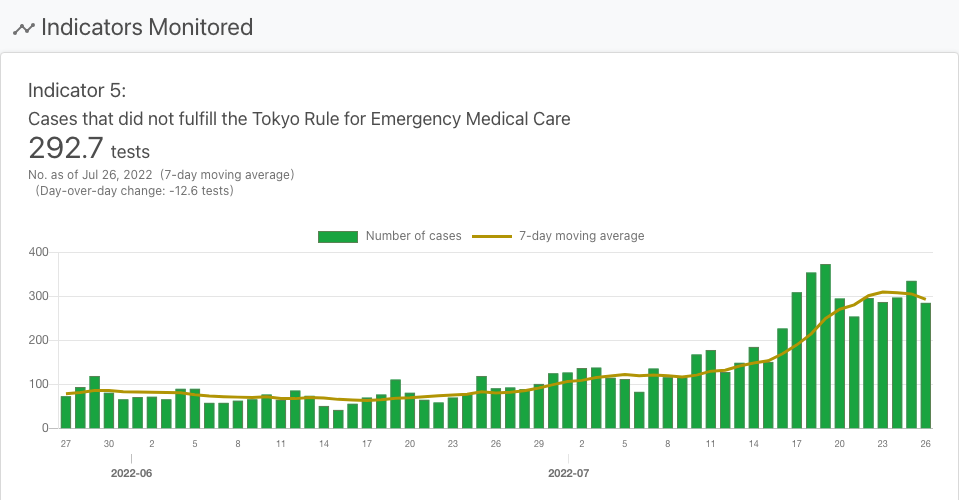 Indicators Monitored
Indicator 5:
Cases that did not fulfill the Tokyo Rule for Emergency Medical Care
292.7 tests
No. as of Jul 26, 2022 (7-day moving average)
(Day-over-day change: -12.6 tests)
Number of cases 7-day moving average
400
300
200
100
0
27 30 2 5 8 11 14 17 20 23 26 29 2 5 8 11 14 17 20 23 26
2022-06 2022-07